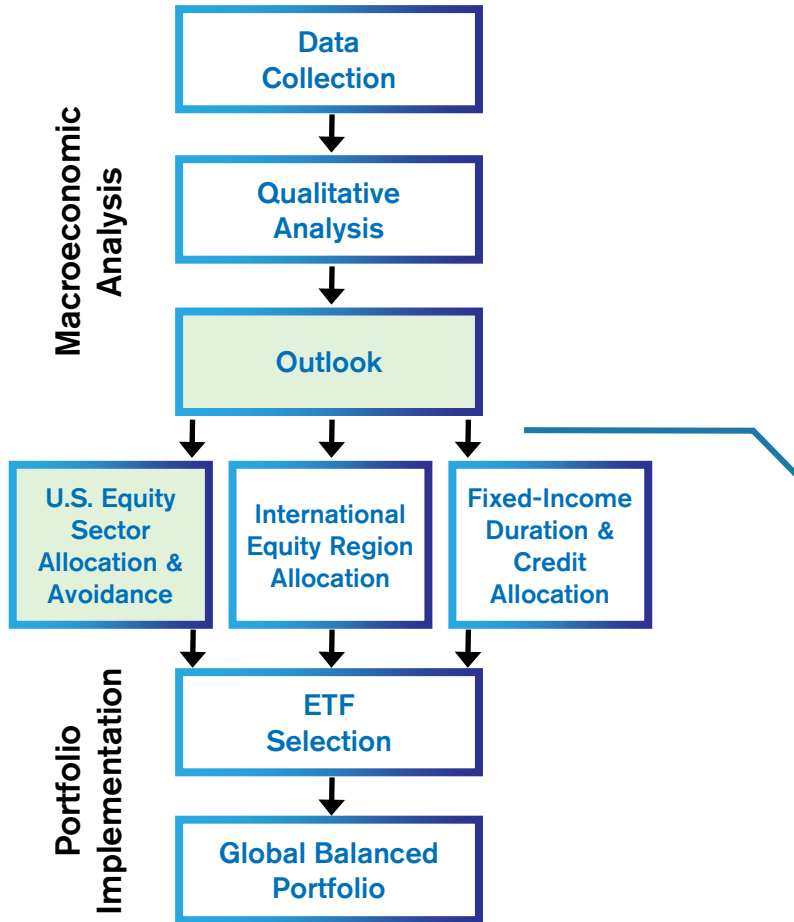 Data
Collection
Macroeconomic
Analysis
Qualitative
Analysis
Outlook
U.S. Equity
Sector
Allocation &
Avoidance
International
Equity Region
Allocation
Fixed-Income
Duration &
Credit
Allocation
Portfolio
Implementation
ETF
Selection
Global Balanced
Portfolio